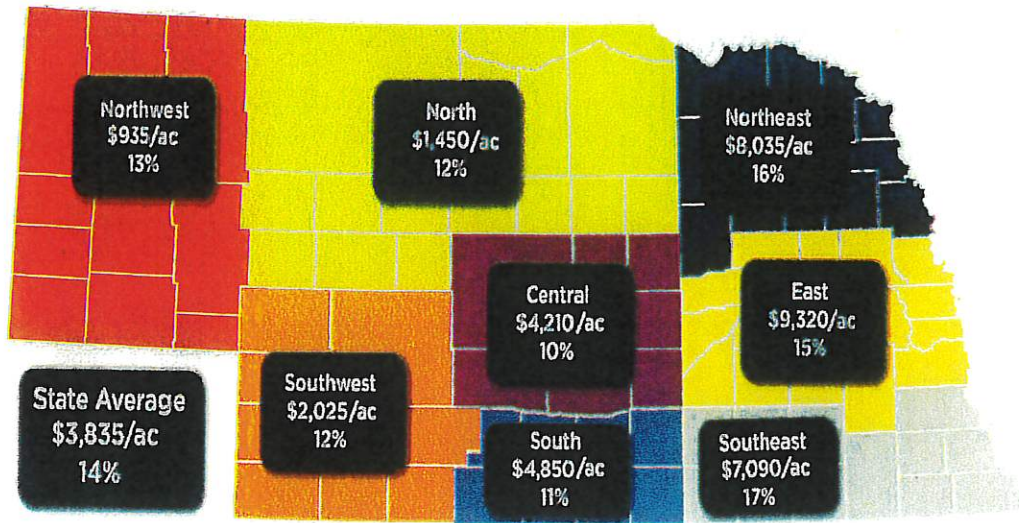 Northwest
$935/ac
13%
North
$1,450/ac
12%
Northeast
$8,035/ac
16%
Central
$4,210/ac
10%
East
$9,320/ac
15%
Southwest
$2,025/ac
12%
State Average
$3,835/ac
14%
South
$4,850/ac
11%
Southeast
$7,090/ac
17%